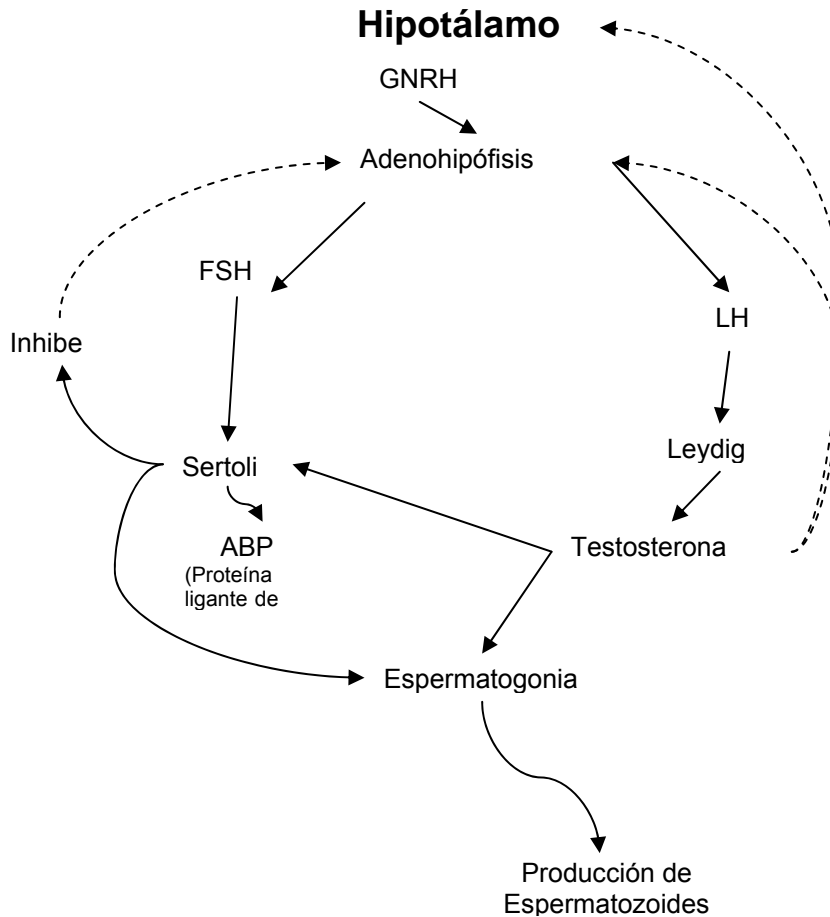 Hipotálamo
GNRH
Adenohipófisis
FSH
LH
Inhibe
Leydig
Sertoli
ABP
(Proteína
ligante de
Testosterona
Espermatogonia
Producción de
Espermatozoides